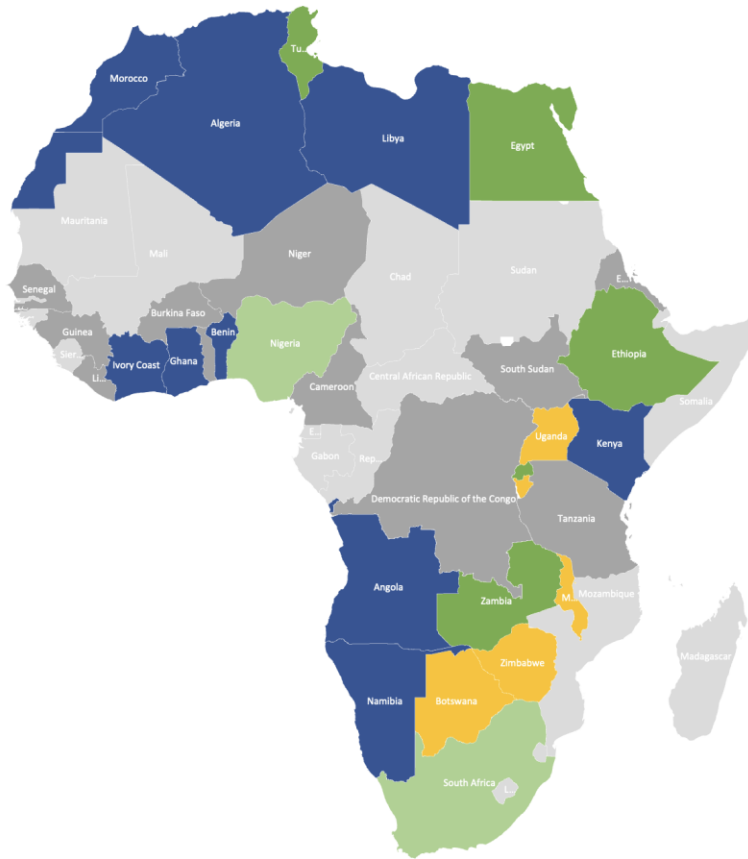 Tu...
Morocco
Algeria
Libya
Egypt
Mauritania
Mali
Niger
Chad
Sudan
E...
Senegal
Burkina Faso
Guinea
Benin
Nigeria
Ethiopia
Sier...
Ivory Coast
Ghana
South Sudan
Li...
Cameroon
Central African Republic
Somalia
E...
Uganda
Kenya
Gabon
Rep...
Democratic Republic of the Congo
Tanzania
Angola
Zambia
M...
Mozambique
Zimbabwe
Madagascar
Namibia
Botswana
South Africa
L...